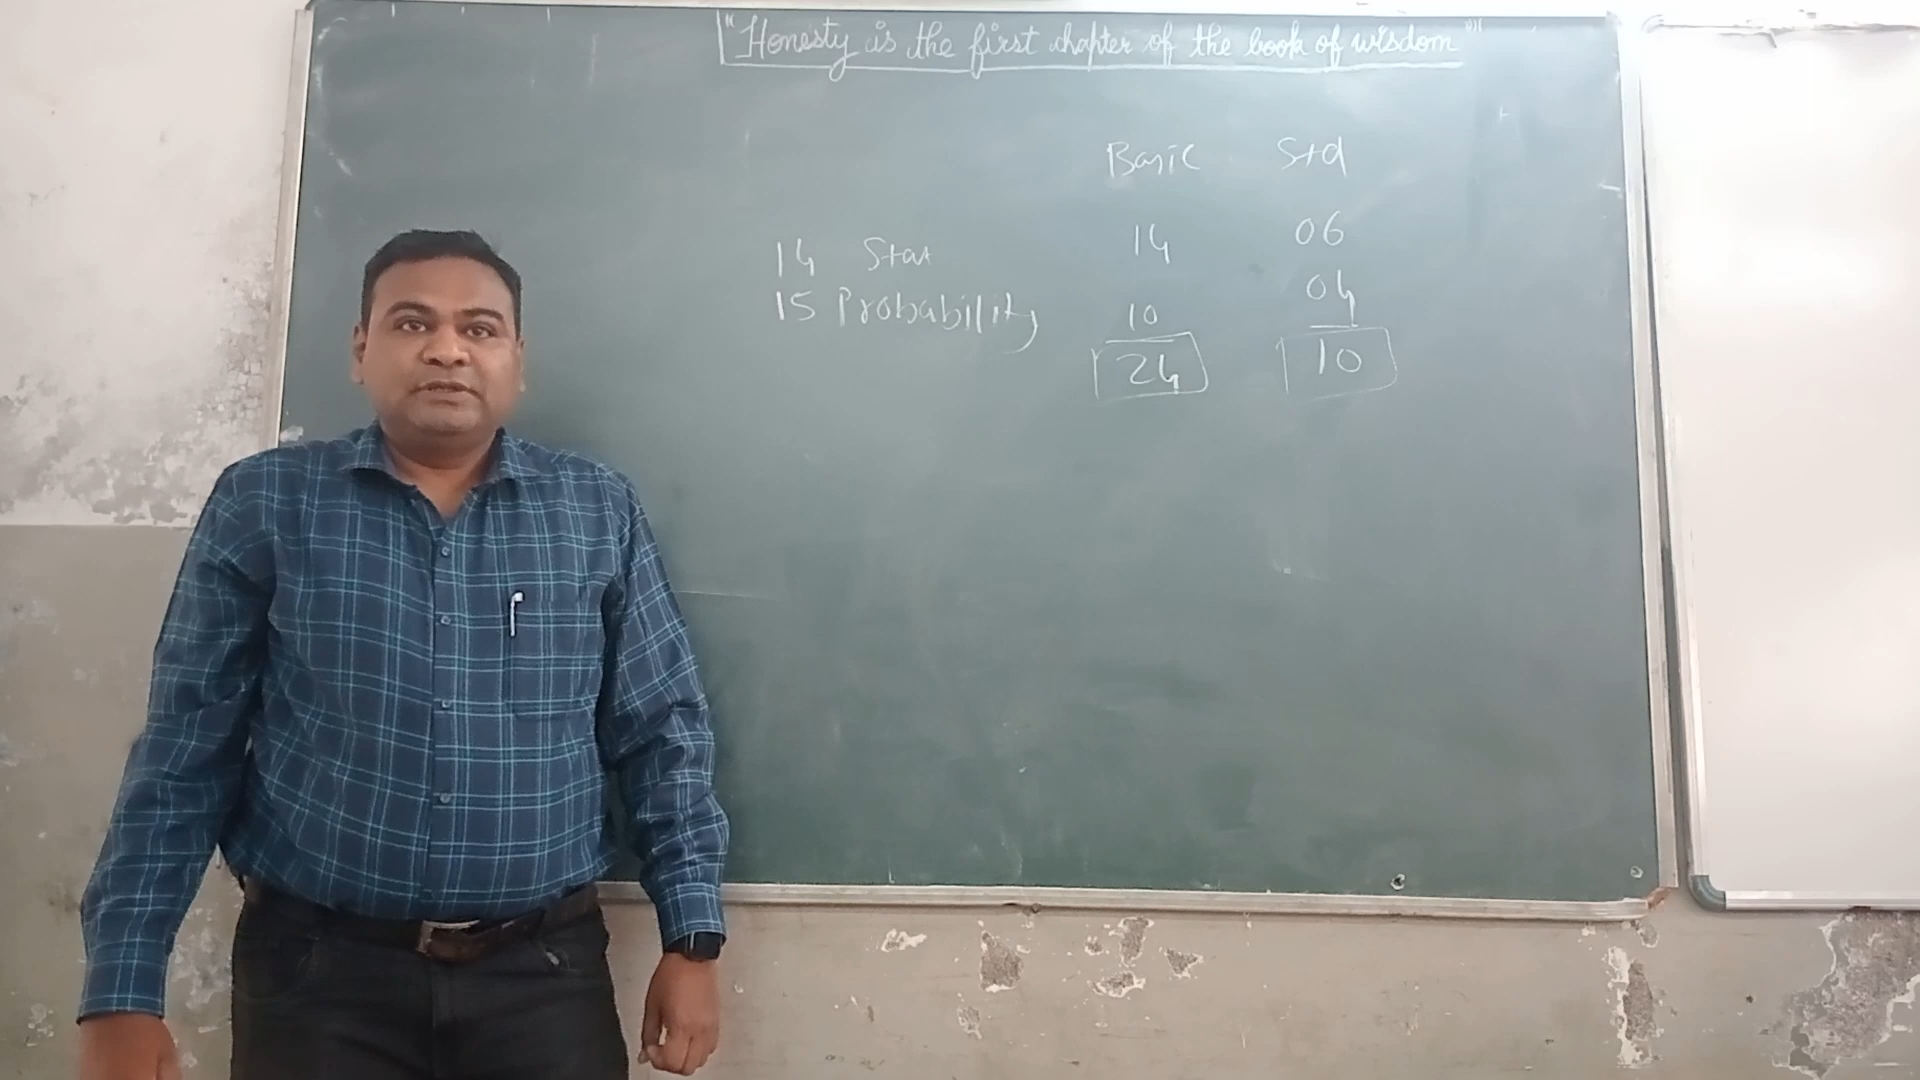 "Honesty is the first chapter of the book of wisdom"
Basic Std
14 Stat 14 06
15 Probability 10 04
24 10